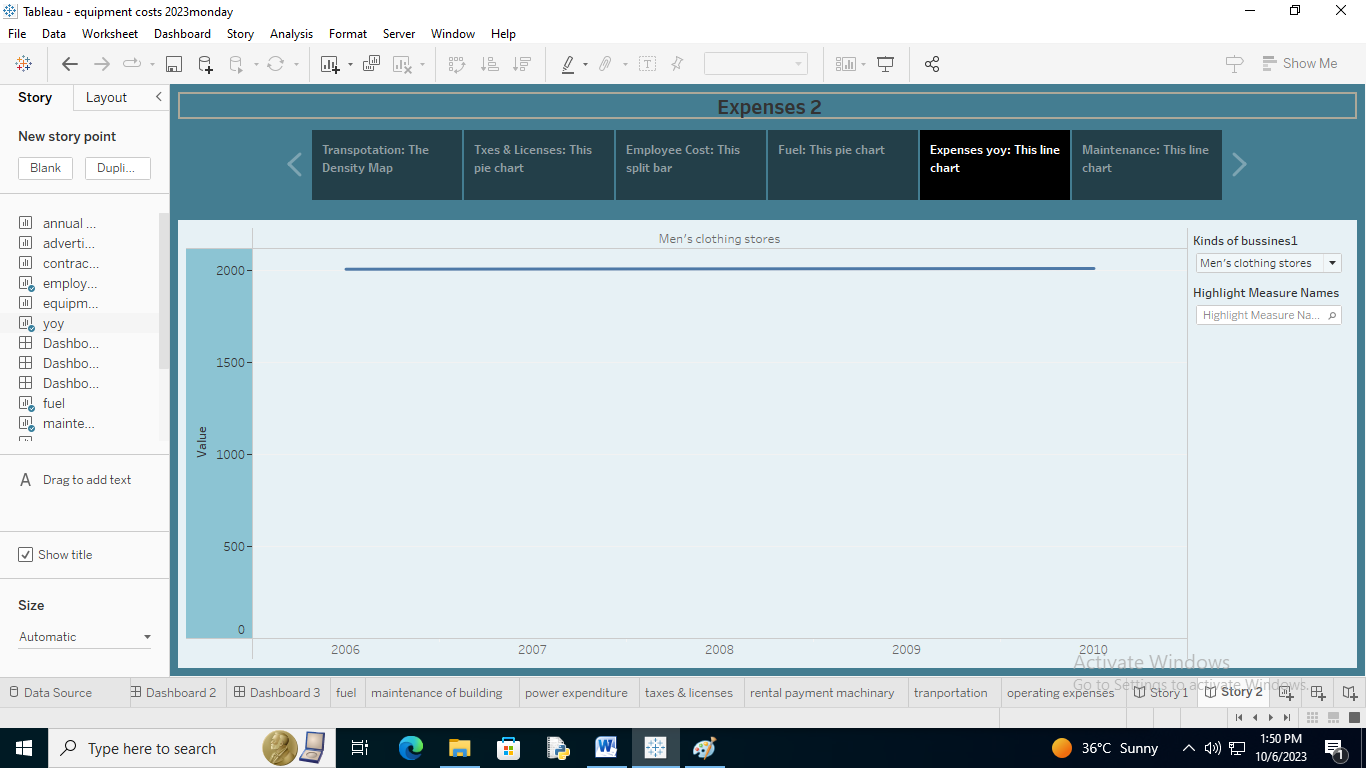 Tableau - equipment costs 2023monday
File Data Worksheet Dashboard Story Analysis Format Server Window Help
Show Me
Story Layout
New story point
Blank Dupli...
annual ...
adverti...
contrac...
employ...
equipm...
yoy
Dashbo...
Dashbo...
Dashbo...
fuel
mainte...
A Drag to add text
Show title
Size
Automatic
Expenses 2
Transpotation: The
Density Map
Txes & Licenses: This
pie chart
Employee Cost: This
split bar
Fuel: This pie chart
Expenses yoy: This line
chart
Maintenance: This line
chart
Men's clothing stores
Value
2000
1500
1000
500
0
2006 2007 2008 2009 2010
Kinds of bussines1
Men's clothing stores
Highlight Measure Names
Highlight Measure Na...
Activate Windows
Go to Settings to activate Windows.
Data Source Dashboard 2 Dashboard 3 fuel maintenance of building power expenditure taxes & licenses rental payment machinary tranportation operating expenses Story 1 Story 2
Type here to search
36°C Sunny
1:50 PM
10/6/2023
1